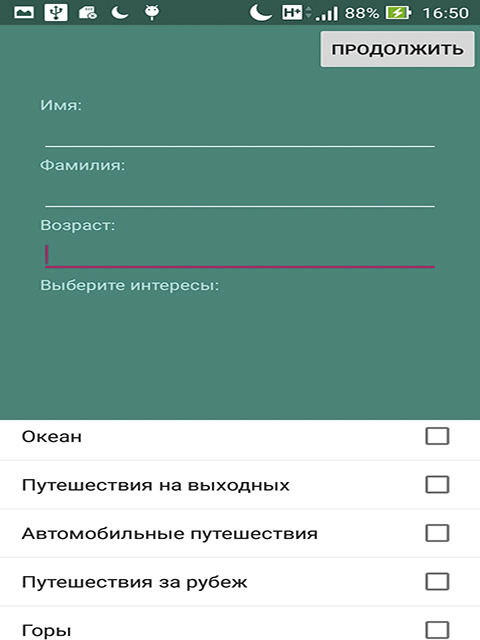 H+ 88% 16:50
ПРОДОЛЖИТЬ
Имя:
Фамилия:
Возраст:
Выберите интересы:
Океан
Путешествия на выходных
Автомобильные путешествия
Путешествия за рубеж
Горы